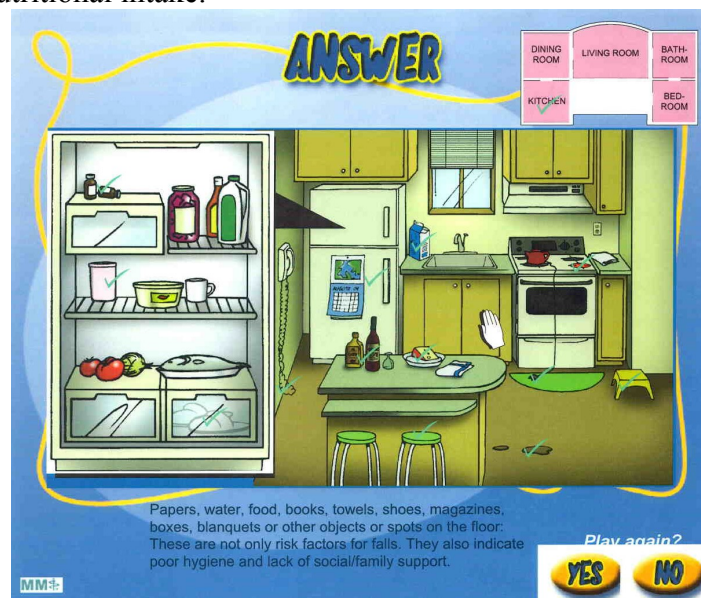 utritional intake.
ANSWER
DINING
ROOM
LIVING ROOM
BATH-
ROOM
KITCHEN
BED-
ROOM
Papers, water, food, books, towels, shoes, magazines,
boxes, blanquets or other objects or spots on the floor:
These are not only risk factors for falls. They also indicate
poor hygiene and lack of social/family support.
Play again?
YES
NO
MM